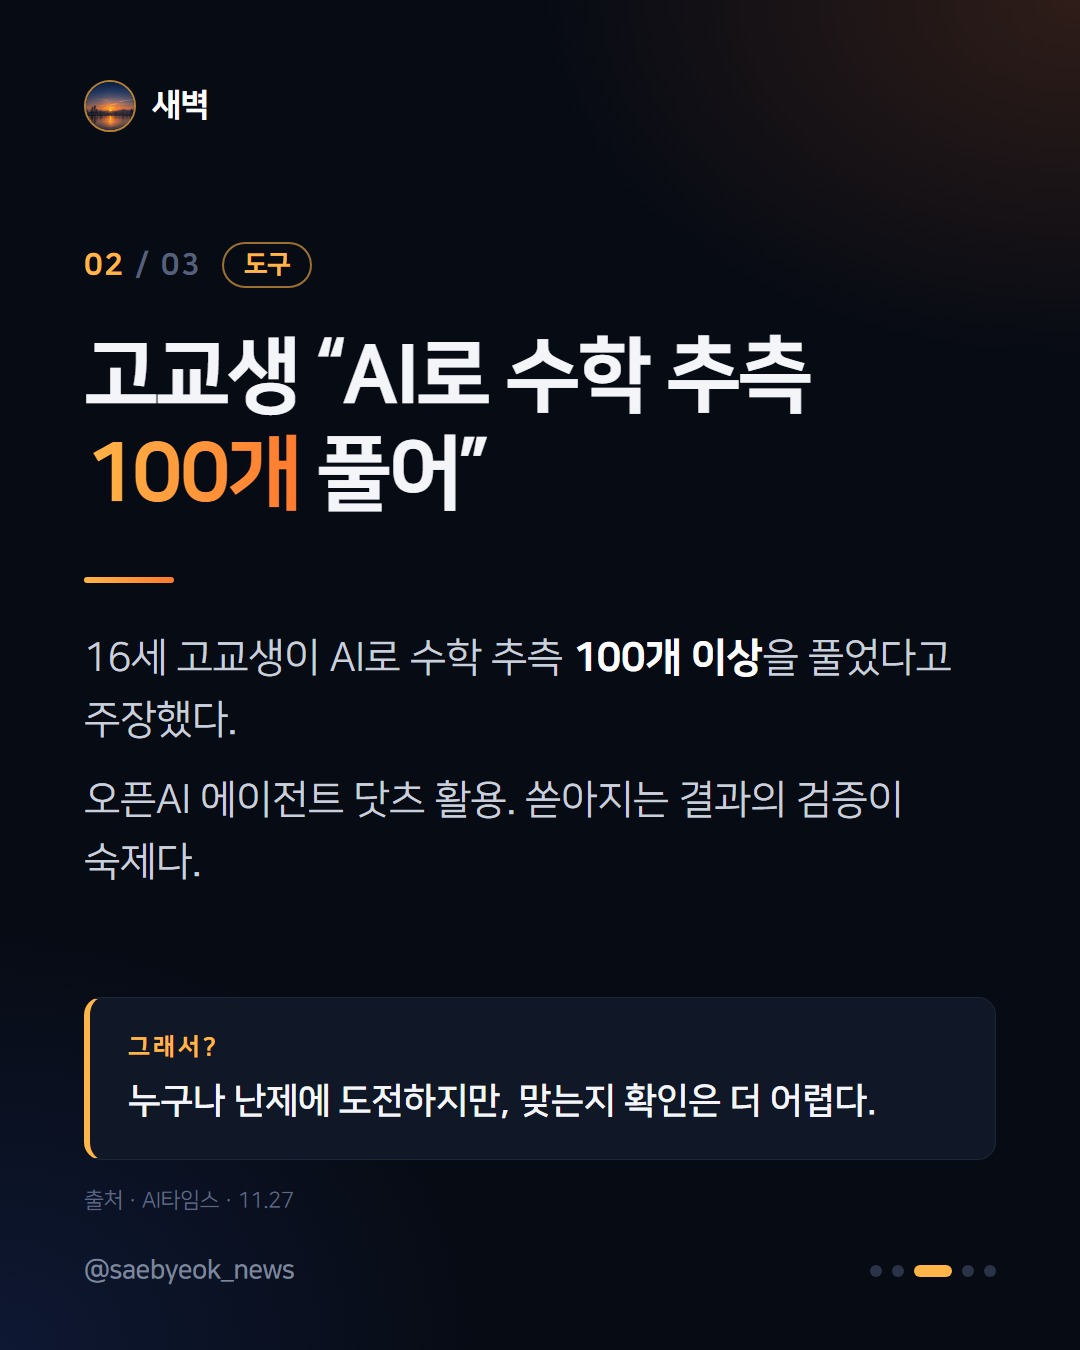 새벽
02 / 03 도구
고교생 “AI로 수학 추측
100개 풀어”
16세 고교생이 AI로 수학 추측 100개 이상을 풀었다고
주장했다.
오픈AI 에이전트 닷츠 활용. 쏟아지는 결과의 검증이
숙제다.
그래서?
누구나 난제에 도전하지만, 맞는지 확인은 더 어렵다.
출처 · AI타임스 · 11.27
@saebyeok_news